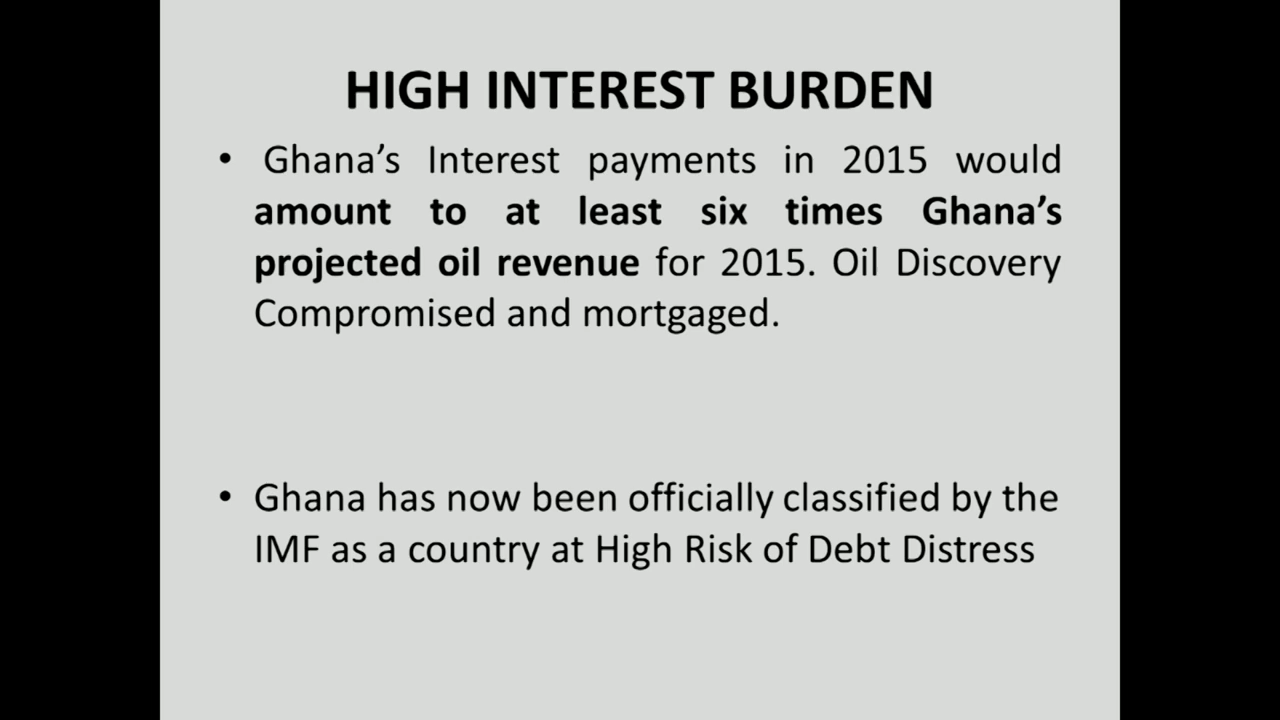 HIGH INTEREST BURDEN
• Ghana’s Interest payments in 2015 would
amount to at least six times Ghana’s
projected oil revenue for 2015. Oil Discovery
Compromised and mortgaged.
• Ghana has now been officially classified by the
IMF as a country at High Risk of Debt Distress